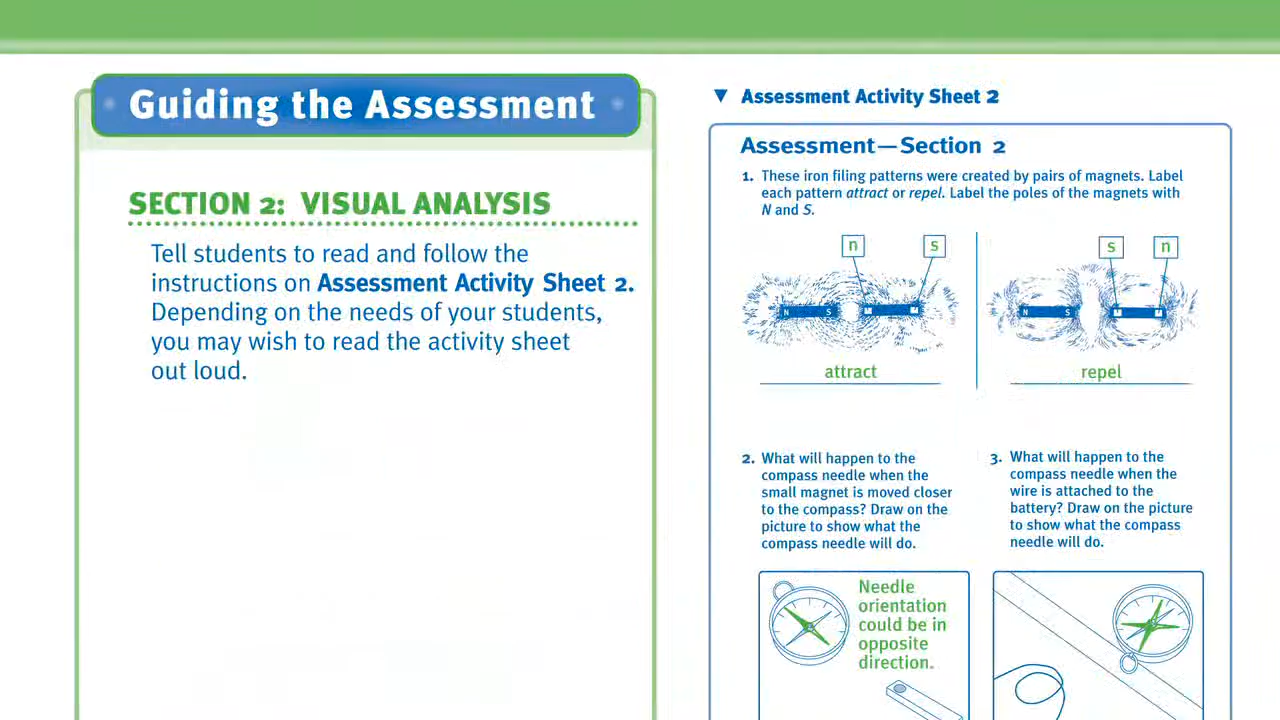 Guiding the Assessment
SECTION 2: VISUAL ANALYSIS
Tell students to read and follow the
instructions on Assessment Activity Sheet 2.
Depending on the needs of your students,
you may wish to read the activity sheet
out loud.
▼ Assessment Activity Sheet 2
Assessment—Section 2
1. These iron filing patterns were created by pairs of magnets. Label
each pattern attract or repel. Label the poles of the magnets with
N and S.
n s
N S
attract
s n
N S
repel
2. What will happen to the
compass needle when the
small magnet is moved closer
to the compass? Draw on the
picture to show what the
compass needle will do.
Needle
orientation
could be in
opposite
direction.
3. What will happen to the
compass needle when the
wire is attached to the
battery? Draw on the picture
to show what the compass
needle will do.